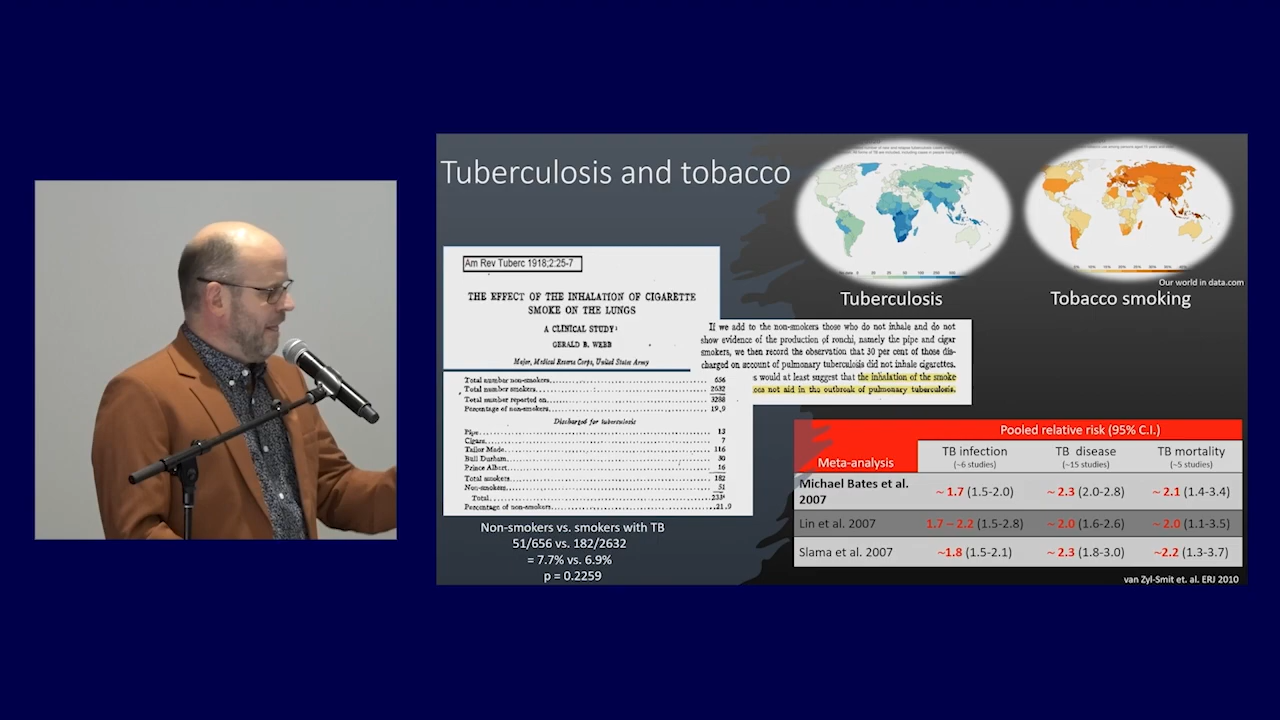 Tuberculosis and tobacco
Tuberculosis
Tobacco smoking
Our world in data.com
Am Rev Tuberc 1918;2:25-7
THE EFFECT OF THE INHALATION OF CIGARETTE
SMOKE ON THE LUNGS
A CLINICAL STUDY¹
GERALD B. WEBB
Major, Medical Reserve Corps, United States Army
If we add to the non-smokers those who do not inhale and do not
show evidence of the production of ronchi, namely the pipe and cigar
smokers, we then record the observation that 30 per cent of those dis-
charged on account of pulmonary tuberculosis did not inhale cigarettes.
s would at least suggest that the inhalation of the smoke
oes not aid in the outbreak of pulmonary tuberculosis.
Total number non-smokers 656
Total number smokers 2632
Total number reported on 3288
Percentage of non-smokers 19.9
Discharged for tuberculosis
Pipe 13
Cigars 7
Tailor Made 116
Bull Durham 30
Prince Albert 16
Total smokers 182
Non-smokers 51
Total
Percentage of non-smokers 21.9
Non-smokers vs. smokers with TB
51/656 vs. 182/2632
= 7.7% vs. 6.9%
p = 0.2259
Pooled relative risk (95% C.I.)
Meta-analysis TB infection TB disease TB mortality
(~6 studies) (~15 studies) (~5 studies)
Michael Bates et al. 
2007 ~ 1.7 (1.5-2.0) ~ 2.3 (2.0-2.8) ~ 2.1 (1.4-3.4)
Lin et al. 2007 1.7 – 2.2 (1.5-2.8) ~ 2.0 (1.6-2.6) ~ 2.0 (1.1-3.5)
Slama et al. 2007 ~1.8 (1.5-2.1) ~ 2.3 (1.8-3.0) ~2.2 (1.3-3.7)
van Zyl-Smit et. al. ERJ 2010